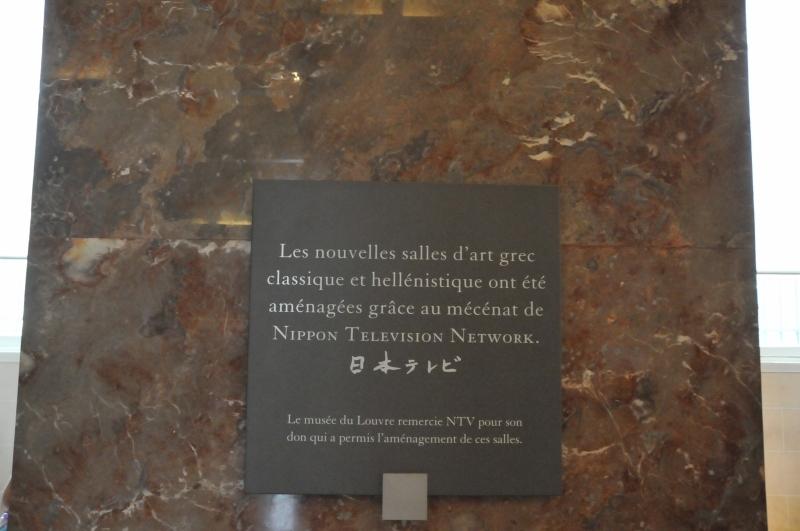 Les nouvelles salles d'art grec
classique et hellénistique ont été
aménagées grâce au mécénat de
NIPPON TELEVISION NETWORK.
日本テレビ
Le musée du Louvre remercie NTV pour son
don qui a permis l'aménagement de ces salles.